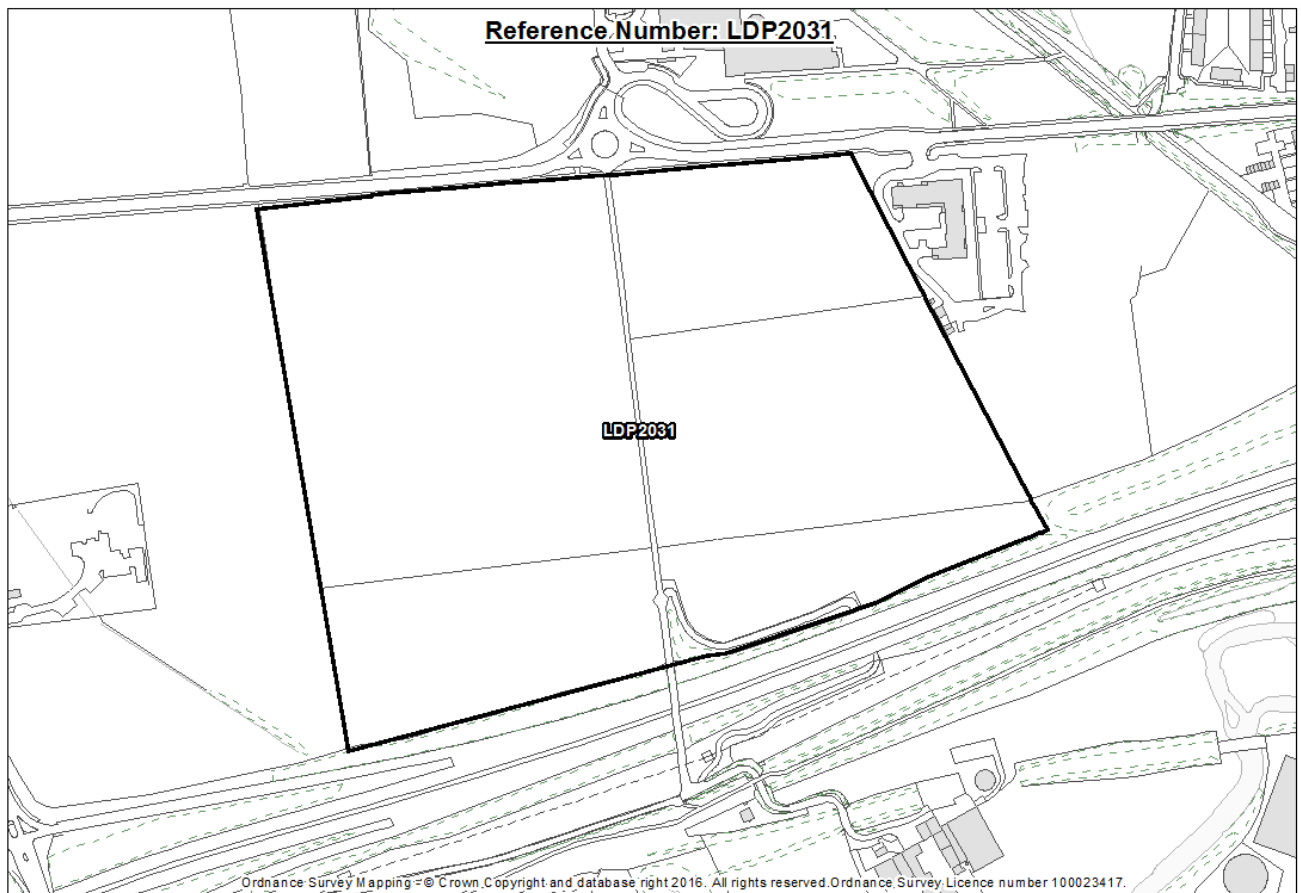 Reference Number: LDP2031
LDP2031
Ordnance Survey Mapping - © Crown Copyright and database right 2016. All rights reserved.Ordnance Survey Licence number 100023417.